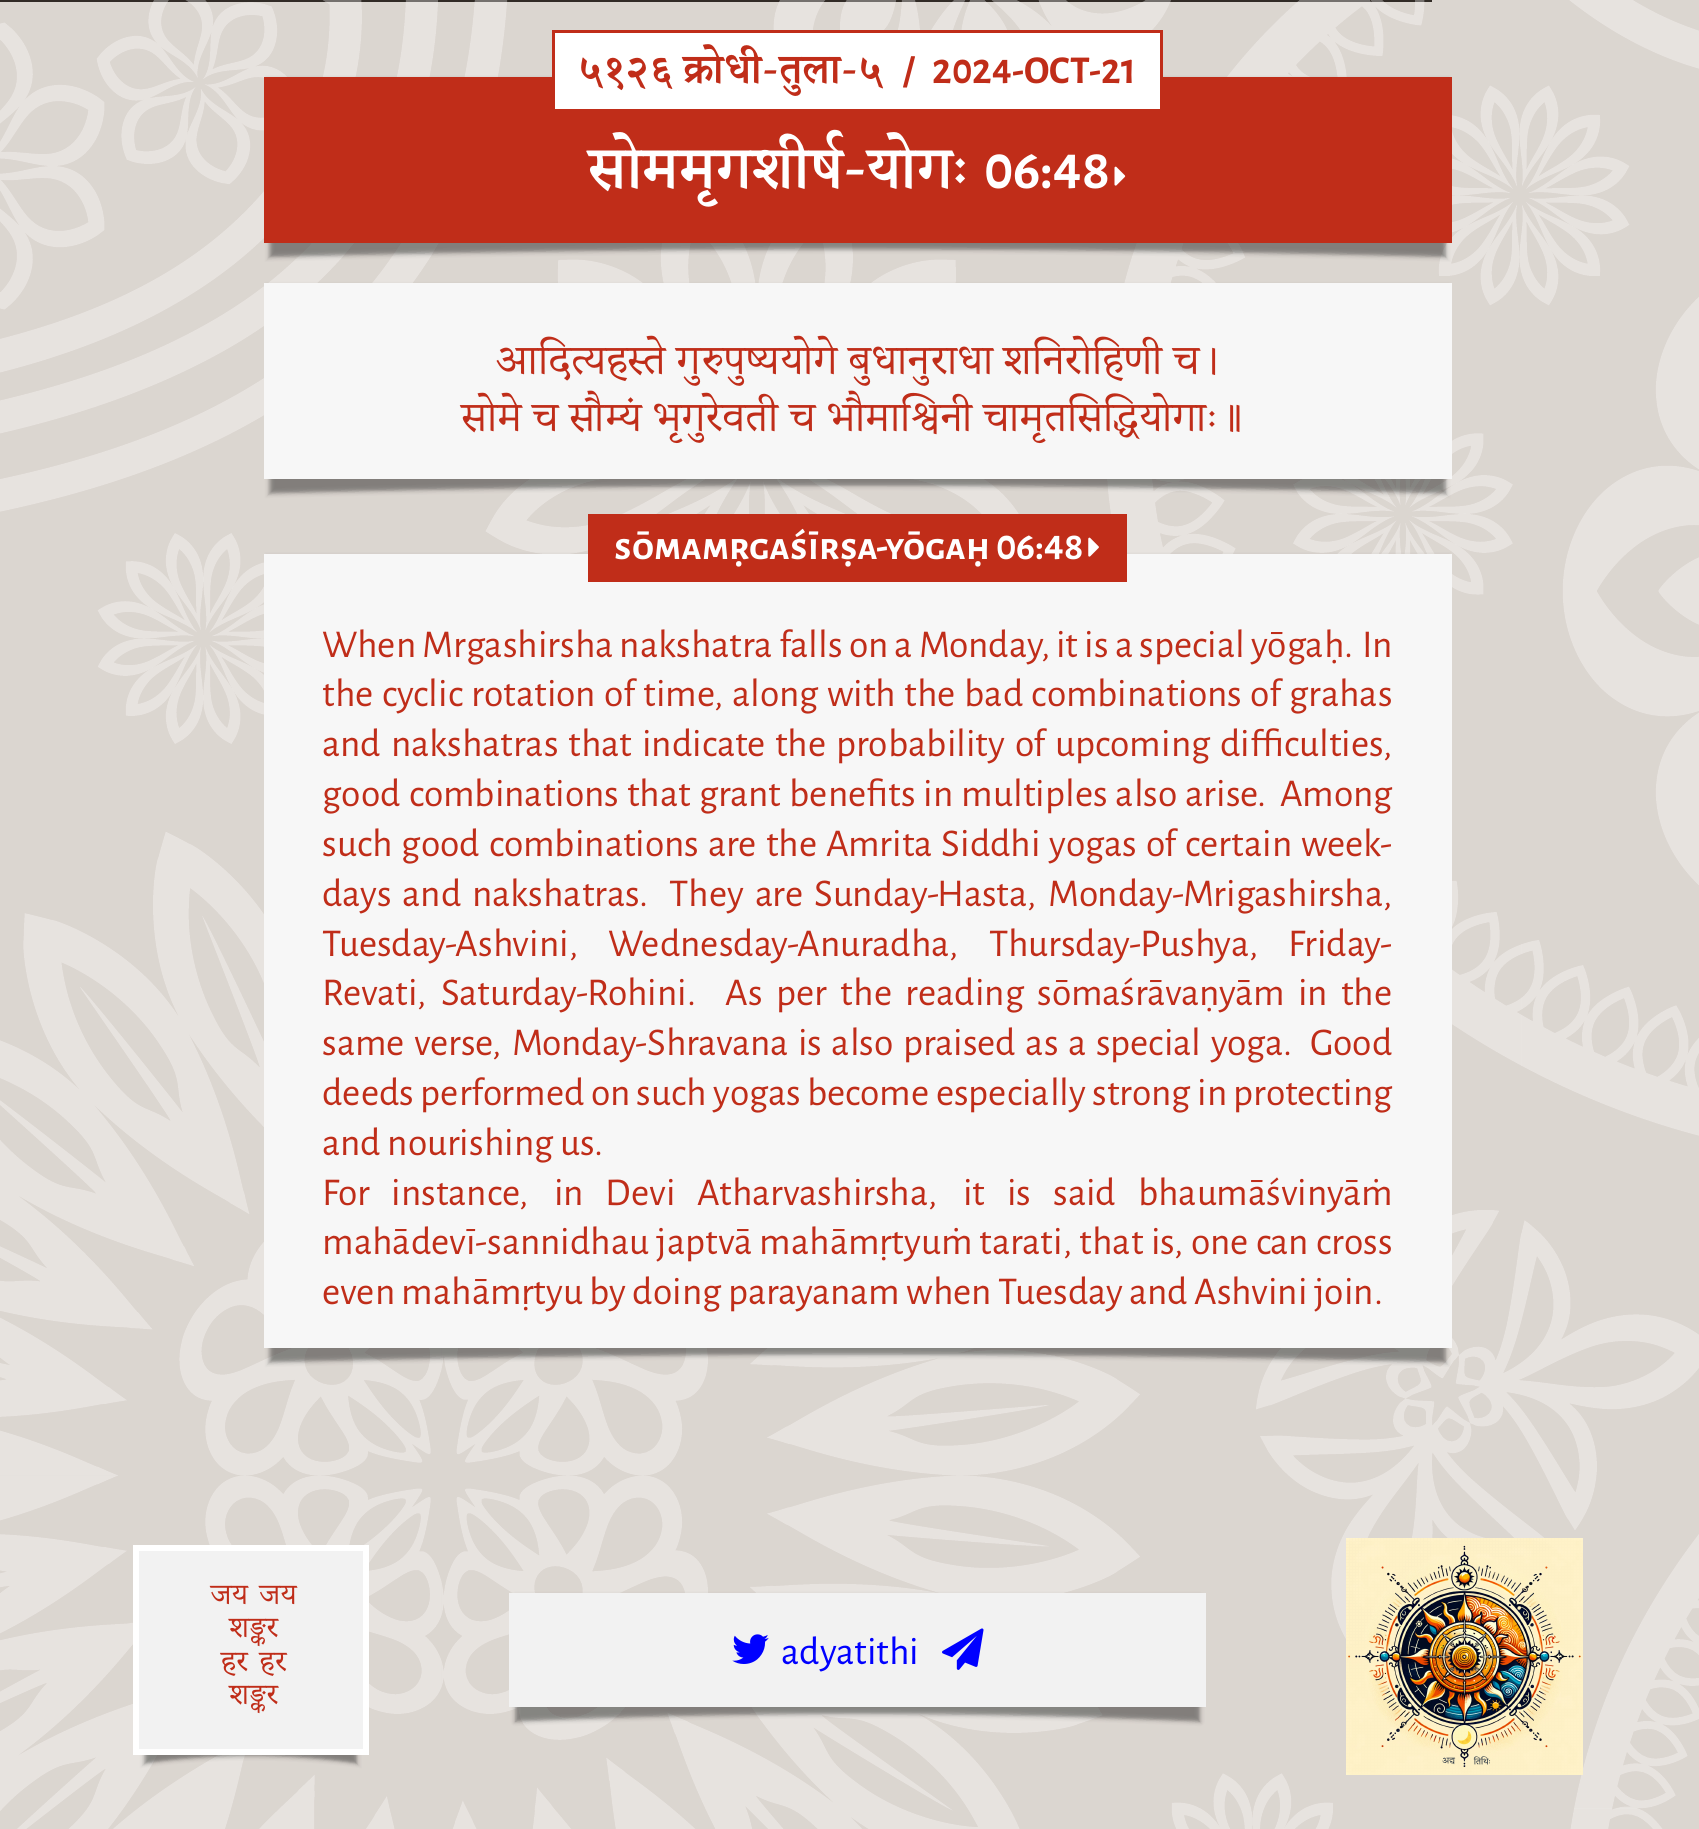 ५१२६ क्रोधी-तुला-५ / 2024-OCT-21
सोममृगशीर्ष-योगः 06:48
आदित्यहस्ते गुरुपुष्ययोगे बुधानुराधा शनिरोहिणी च।
सोमे च सौम्यं भृगुरेवती च भौमाश्विनी चामृतसिद्धियोगाः॥
SŌMAMṚGAŚĪRṢA-YŌGAḤ 06:48
When Mrgashirsha nakshatra falls on a Monday, it is a special yōgaḥ. In
the cyclic rotation of time, along with the bad combinations of grahas
and nakshatras that indicate the probability of upcoming difficulties,
good combinations that grant benefits in multiples also arise. Among
such good combinations are the Amrita Siddhi yogas of certain week-
days and nakshatras. They are Sunday-Hasta, Monday-Mrigashirsha,
Tuesday-Ashvini, Wednesday-Anuradha, Thursday-Pushya, Friday-
Revati, Saturday-Rohini. As per the reading sōmaśrāvaṇyām in the
same verse, Monday-Shravana is also praised as a special yoga. Good
deeds performed on such yogas become especially strong in protecting
and nourishing us.
For instance, in Devi Atharvashirsha, it is said bhaumāśvinyāṁ
mahādevī-sannidhau japtvā mahāmṛtyuṁ tarati, that is, one can cross
even mahāmṛtyu by doing parayanam when Tuesday and Ashvini join.
जय जय
शङ्कर
हर हर
शङ्कर
adyatithi
अद्य तिथिः